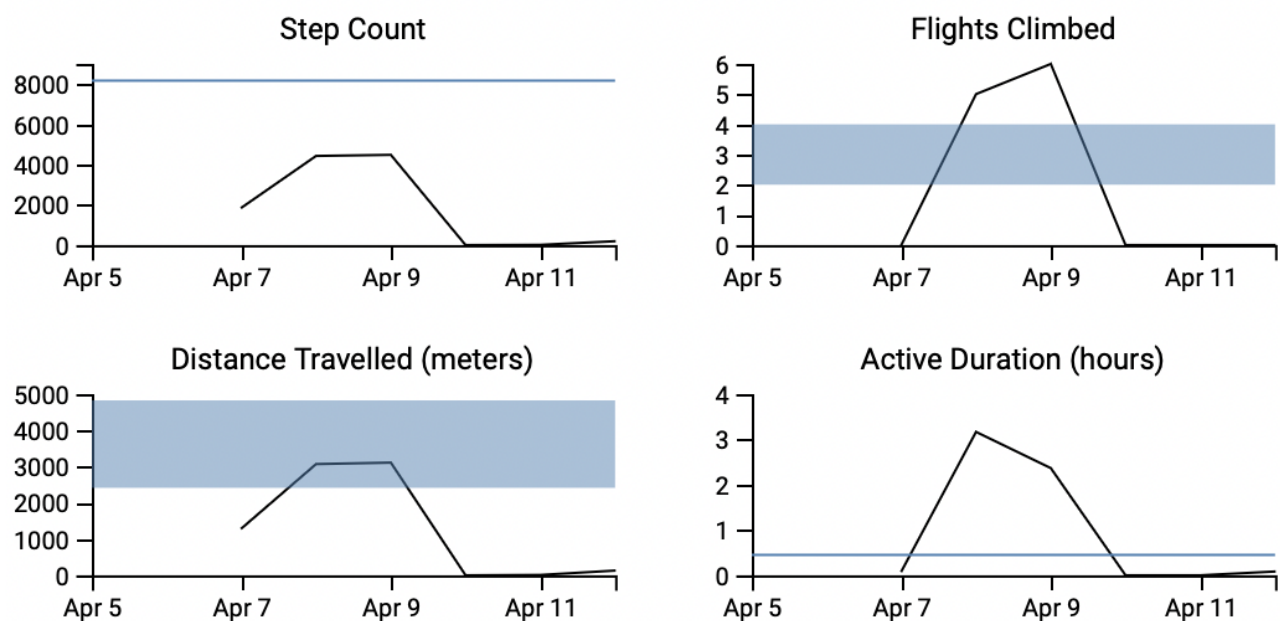 Step Count
8000
6000
4000
2000
0
Apr 5 Apr 7 Apr 9 Apr 11
Flights Climbed
6
5
4
3
2
1
0
Apr 5 Apr 7 Apr 9 Apr 11
Distance Travelled (meters)
5000
4000
3000
2000
1000
0
Apr 5 Apr 7 Apr 9 Apr 11
Active Duration (hours)
4
3
2
1
0
Apr 5 Apr 7 Apr 9 Apr 11